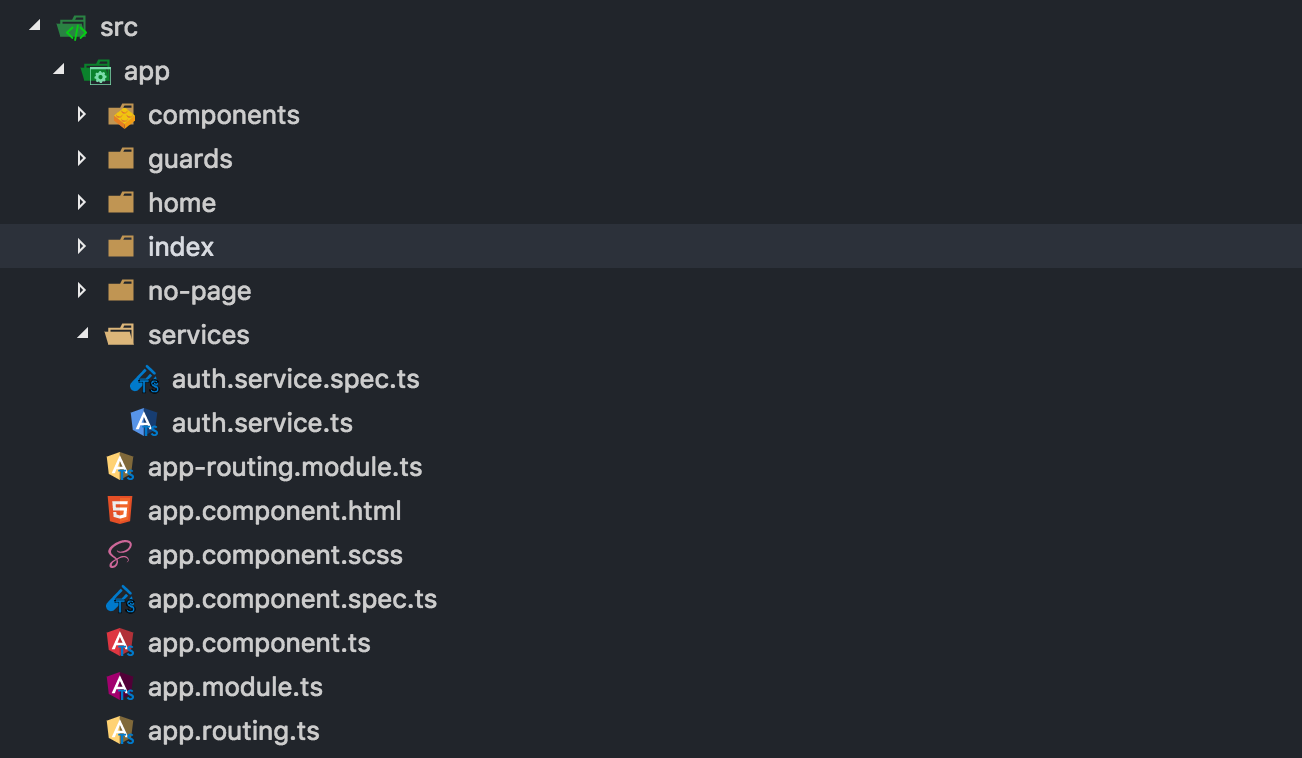 src
app
components
guards
home
index
no-page
services
auth.service.spec.ts
auth.service.ts
app-routing.module.ts
app.component.html
app.component.scss
app.component.spec.ts
app.component.ts
app.module.ts
app.routing.ts